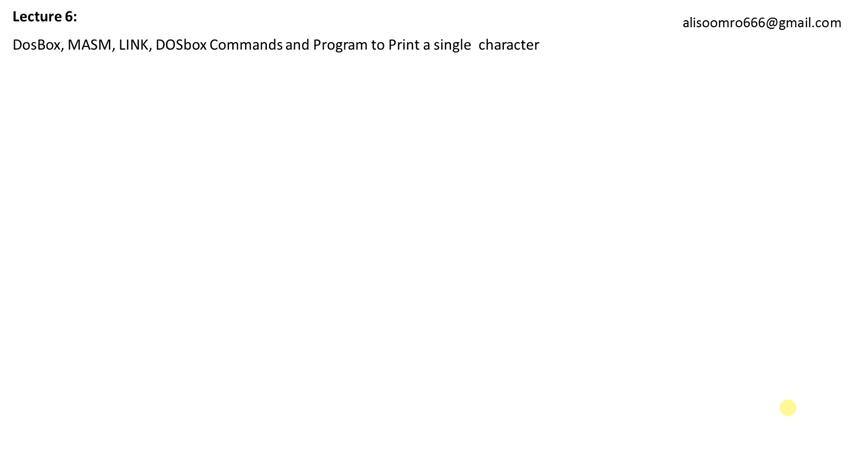 Lecture 6:
alisoomro666@gmail.com
DosBox, MASM, LINK, DOSbox Commands and Program to Print a single character